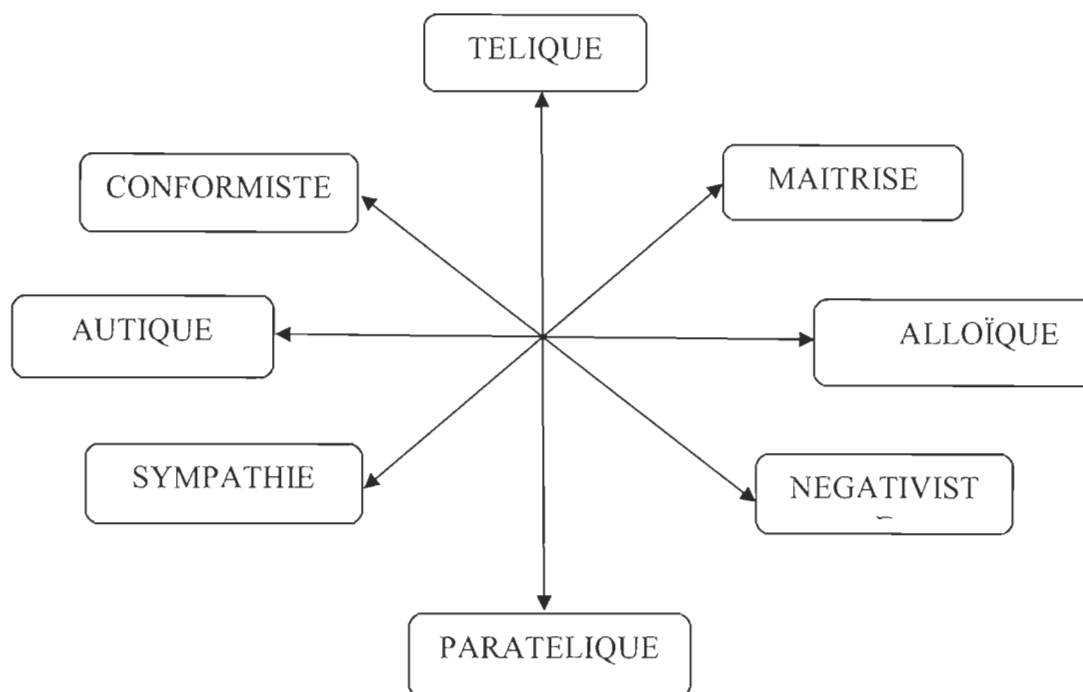 TELIQUE
CONFORMISTE
MAITRISE
AUTIQUE
ALLOÏQUE
SYMPATHIE
NEGATIVIST
PARATELIQUE